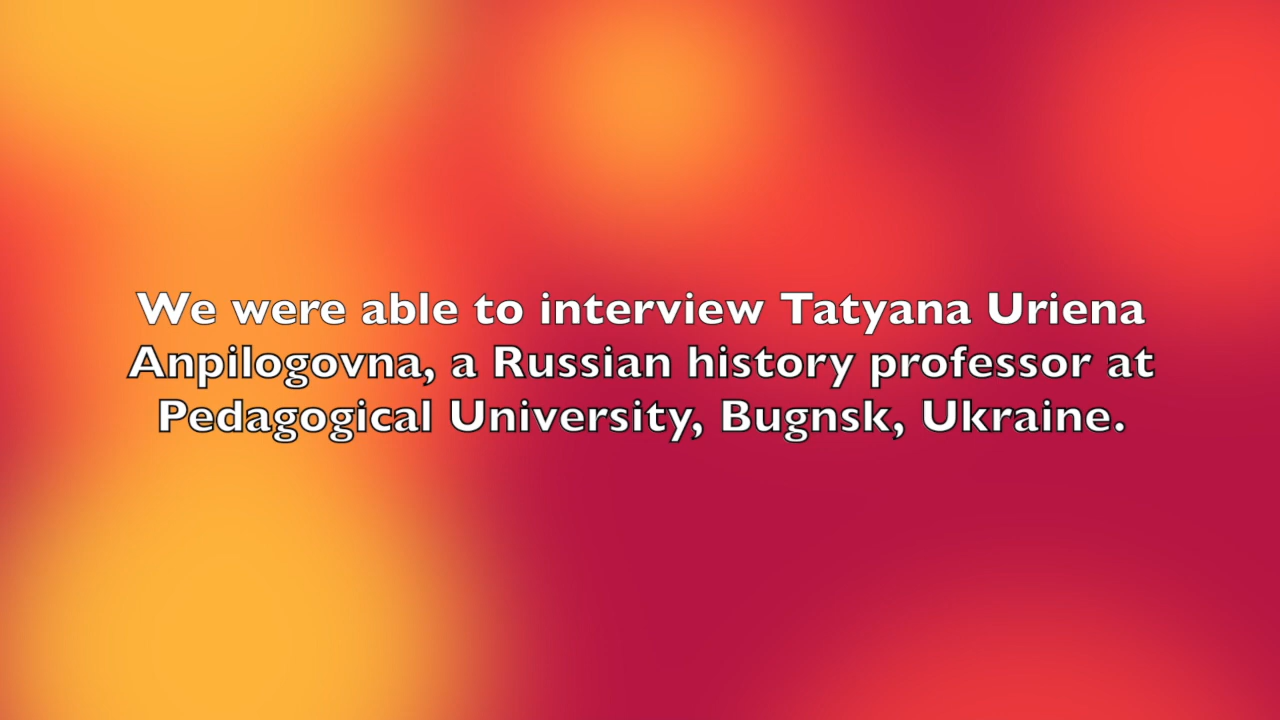 We were able to interview Tatyana Uriena
Anpilogovna, a Russian history professor at
Pedagogical University, Bugnsk, Ukraine.